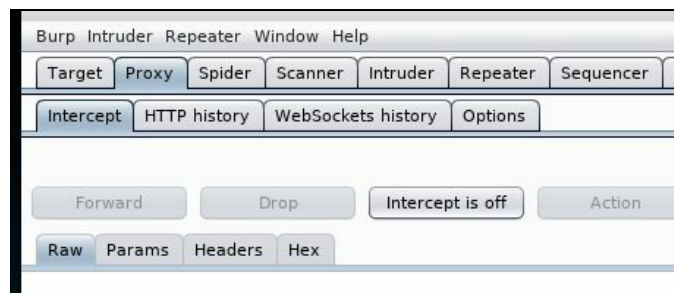 Burp Intruder Repeater Window Help
Target Proxy Spider Scanner Intruder Repeater Sequencer
Intercept HTTP history WebSockets history Options
Forward Drop Intercept is off Action
Raw Params Headers Hex